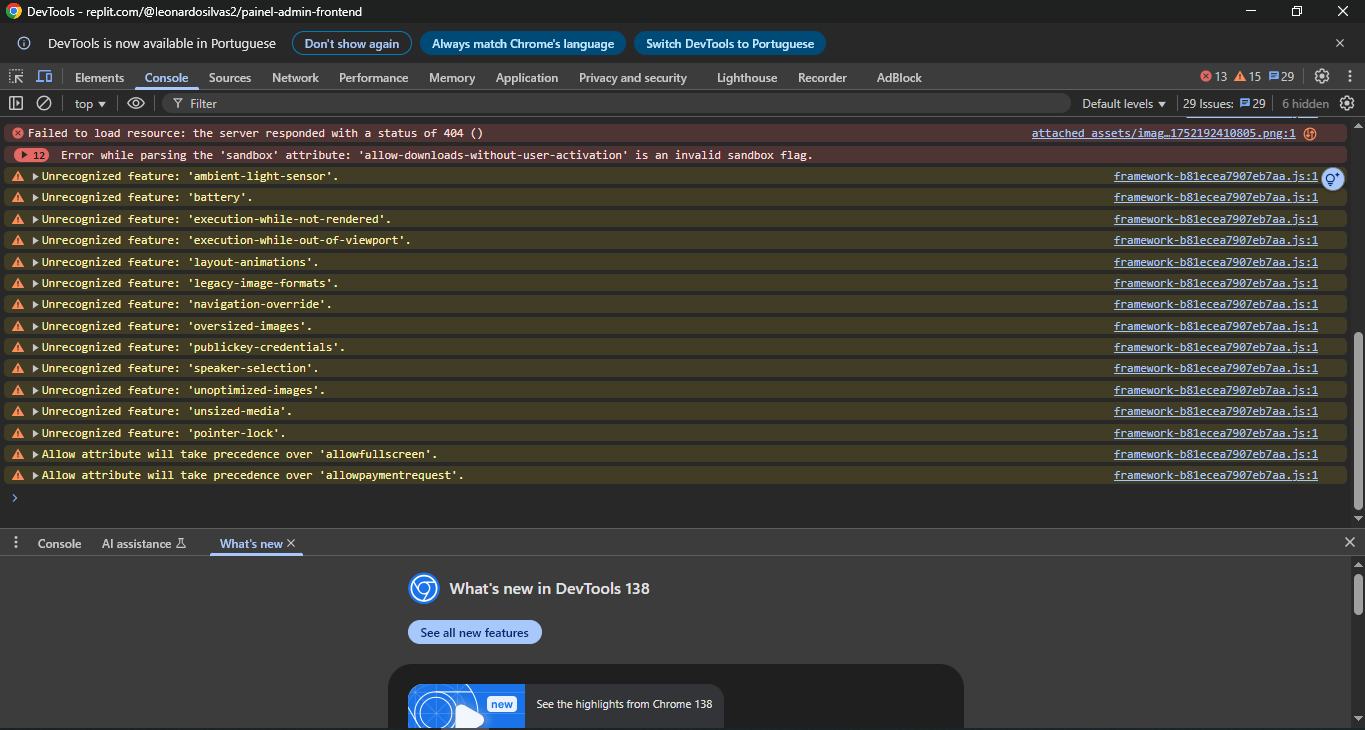 DevTools - replit.com/@leonardosilvas2/painel-admin-frontend
DevTools is now available in Portuguese Don't show again Always match Chrome's language Switch DevTools to Portuguese
Elements Console Sources Network Performance Memory Application Privacy and security Lighthouse Recorder AdBlock 13 15 29
top Filter Default levels 29 Issues: 29 6 hidden
Failed to load resource: the server responded with a status of 404 () attached_assets/imag…1752192410805.png:1
12 Error while parsing the 'sandbox' attribute: 'allow-downloads-without-user-activation' is an invalid sandbox flag.
Unrecognized feature: 'ambient-light-sensor'. framework-b81ecea7907eb7aa.js:1
Unrecognized feature: 'battery'. framework-b81ecea7907eb7aa.js:1
Unrecognized feature: 'execution-while-not-rendered'. framework-b81ecea7907eb7aa.js:1
Unrecognized feature: 'execution-while-out-of-viewport'. framework-b81ecea7907eb7aa.js:1
Unrecognized feature: 'layout-animations'. framework-b81ecea7907eb7aa.js:1
Unrecognized feature: 'legacy-image-formats'. framework-b81ecea7907eb7aa.js:1
Unrecognized feature: 'navigation-override'. framework-b81ecea7907eb7aa.js:1
Unrecognized feature: 'oversized-images'. framework-b81ecea7907eb7aa.js:1
Unrecognized feature: 'publickey-credentials'. framework-b81ecea7907eb7aa.js:1
Unrecognized feature: 'speaker-selection'. framework-b81ecea7907eb7aa.js:1
Unrecognized feature: 'unoptimized-images'. framework-b81ecea7907eb7aa.js:1
Unrecognized feature: 'unsized-media'. framework-b81ecea7907eb7aa.js:1
Unrecognized feature: 'pointer-lock'. framework-b81ecea7907eb7aa.js:1
Allow attribute will take precedence over 'allowfullscreen'. framework-b81ecea7907eb7aa.js:1
Allow attribute will take precedence over 'allowpaymentrequest'. framework-b81ecea7907eb7aa.js:1
Console AI assistance What's new
What's new in DevTools 138
See all new features
new See the highlights from Chrome 138